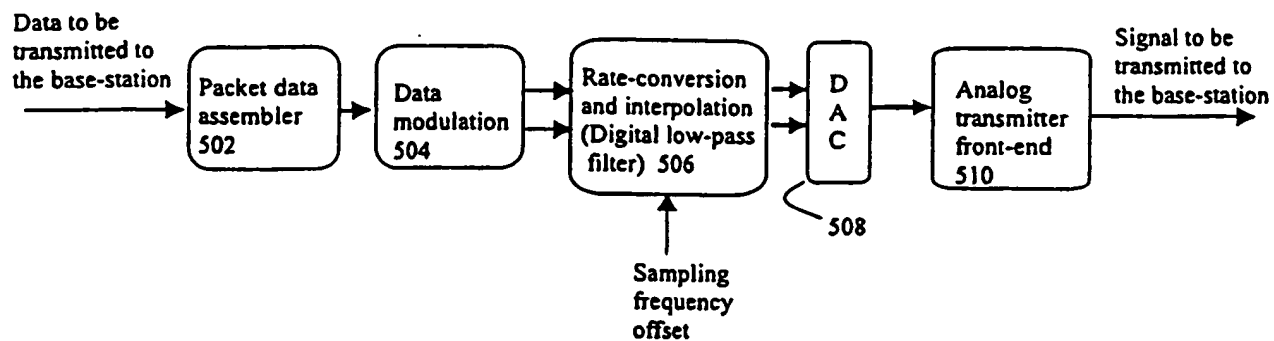 Data to be
transmitted to
the base-station
Packet data
assembler
502
Data
modulation
504
Rate-conversion
and interpolation
(Digital low-pass
filter) 506
D
A
C
508
Analog
transmitter
front-end
510
Signal to be
transmitted to
the base-station
Sampling
frequency
offset